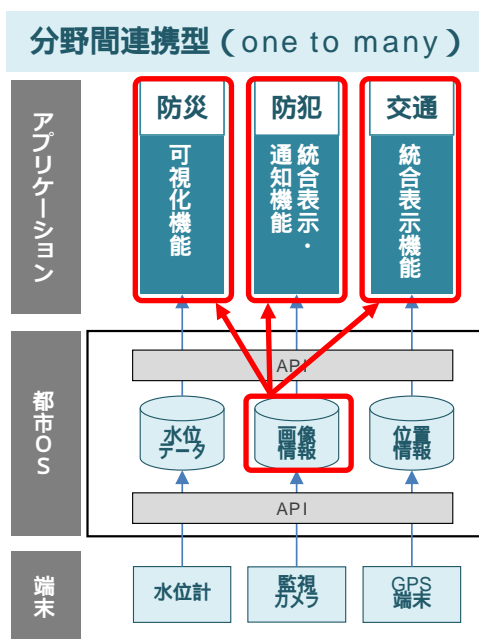 分野間連携型（one to many）
アプリケーション
防災
可視化機能
防犯
統合表示・
通知機能
交通
統合表示機能
都市OS
API
水位
データ
画像
情報
位置
情報
API
端末
水位計
監視
カメラ
GPS
端末